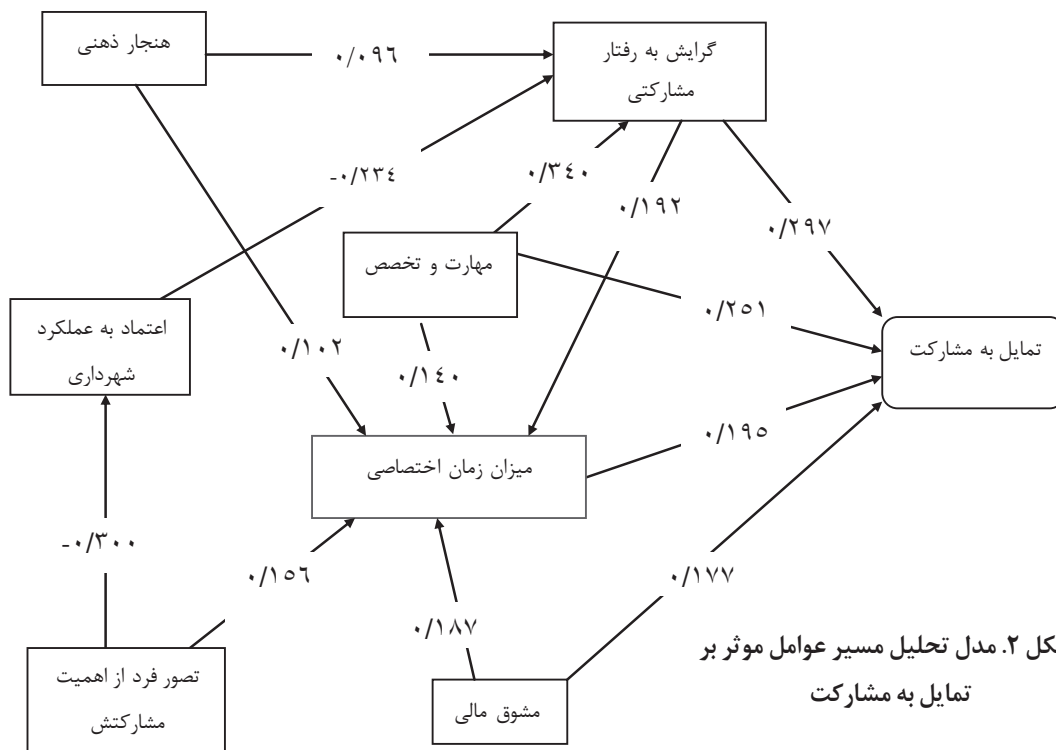 هنجار ذهنی
۰/۰۹۶
گرایش به رفتار
مشارکتی
-۰/۲۳۴
۰/۳۴۰
۰/۱۹۲
۰/۲۹۷
مهارت و تخصص
۰/۲۵۱
اعتماد به عملکرد
شهرداری
۰/۱۰۲
۰/۱۴۰
تمایل به مشارکت
۰/۱۹۵
میزان زمان اختصاصی
-۰/۳۰۰
۰/۱۵۶
۰/۱۸۷
۰/۱۷۷
تصور فرد از اهمیت
مشارکتش
مشوق مالی
کل ۲. مدل تحلیل مسیر عوامل موثر بر
تمایل به مشارکت